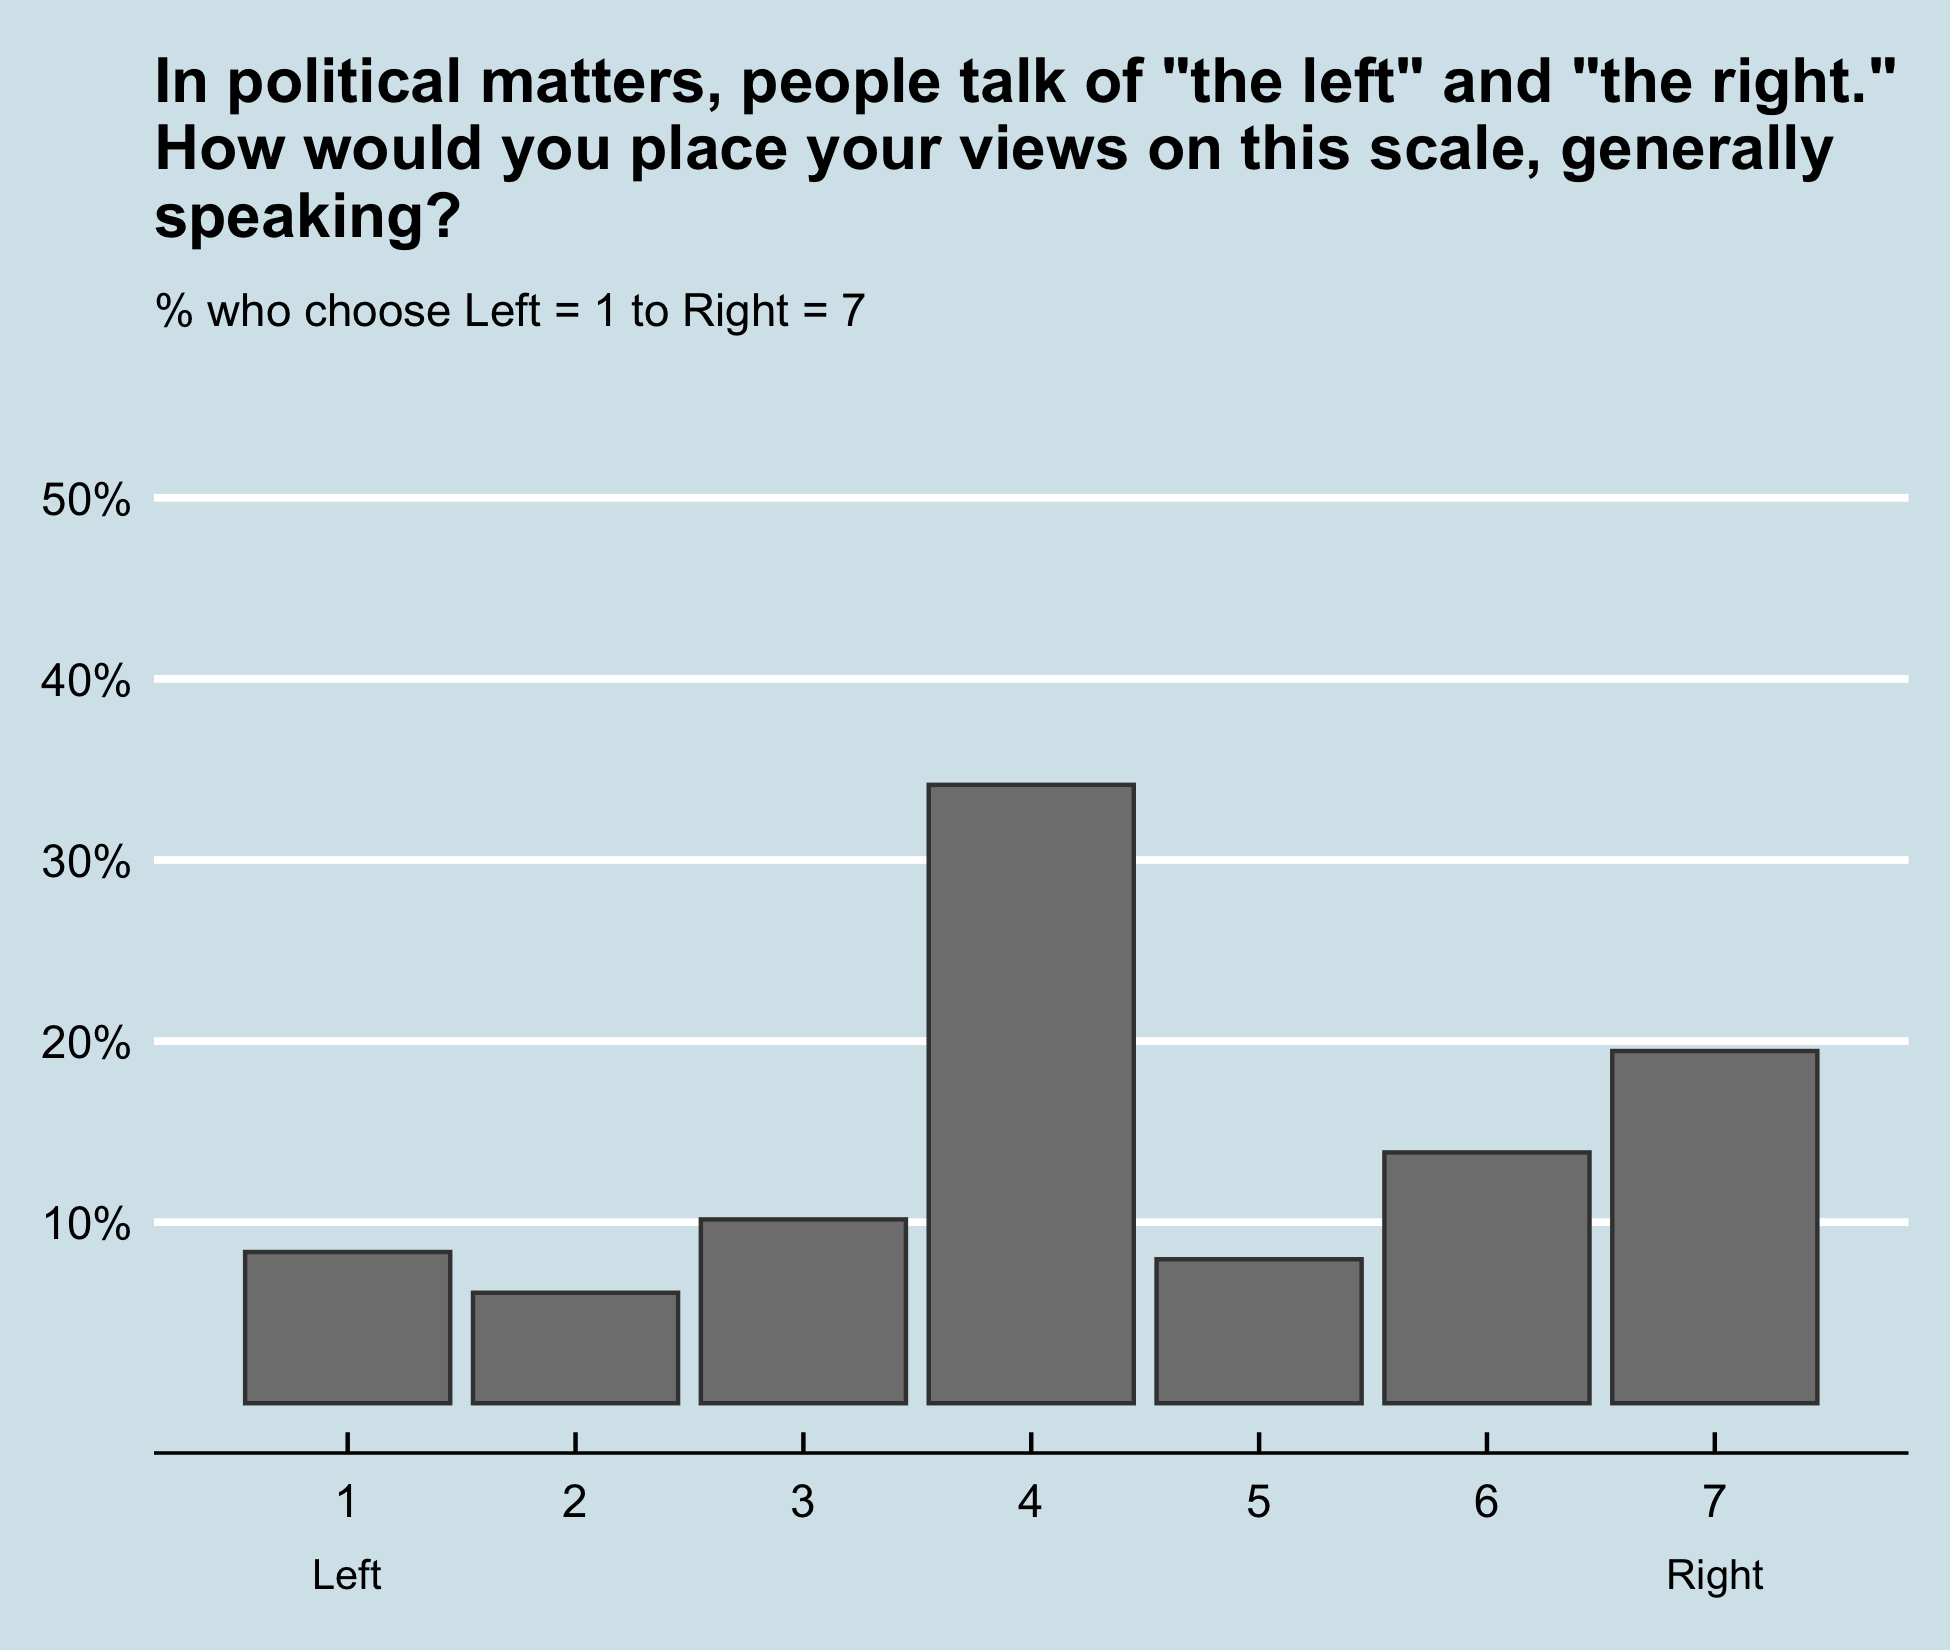 In political matters, people talk of "the left" and "the right."
How would you place your views on this scale, generally
speaking?
% who choose Left = 1 to Right = 7
50%
40%
30%
20%
10%
1 2 3 4 5 6 7
Left Right